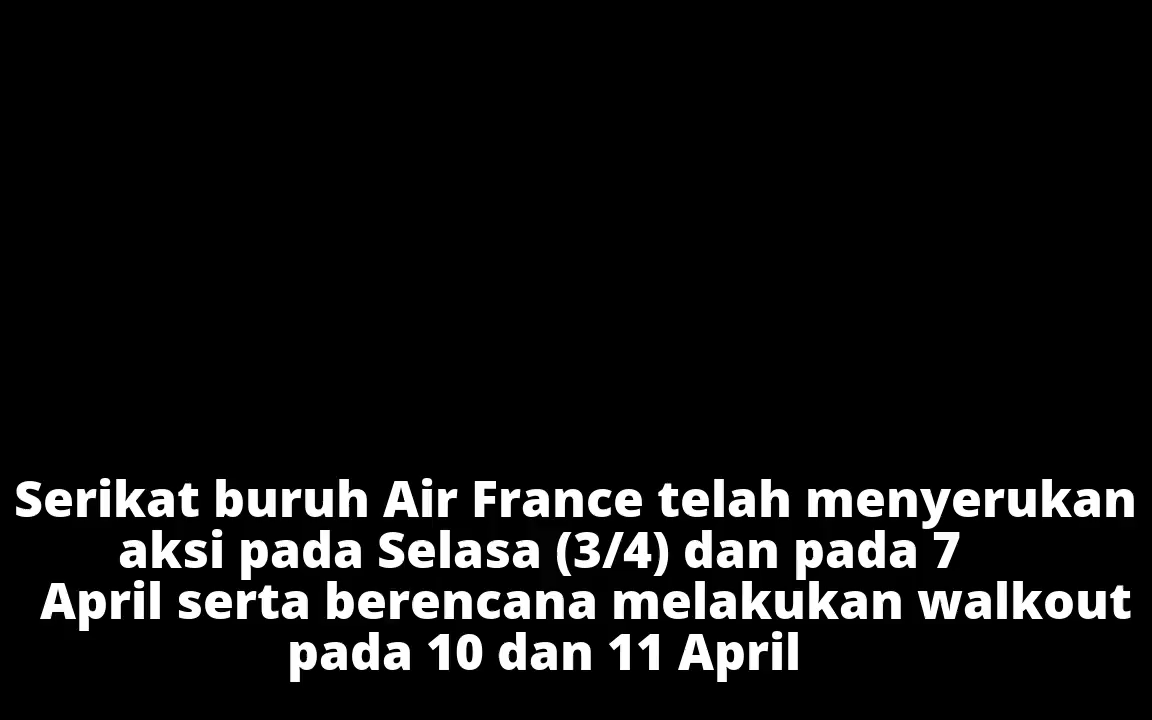 Serikat buruh Air France telah menyerukan
aksi pada Selasa (3/4) dan pada 7
April serta berencana melakukan walkout
pada 10 dan 11 April